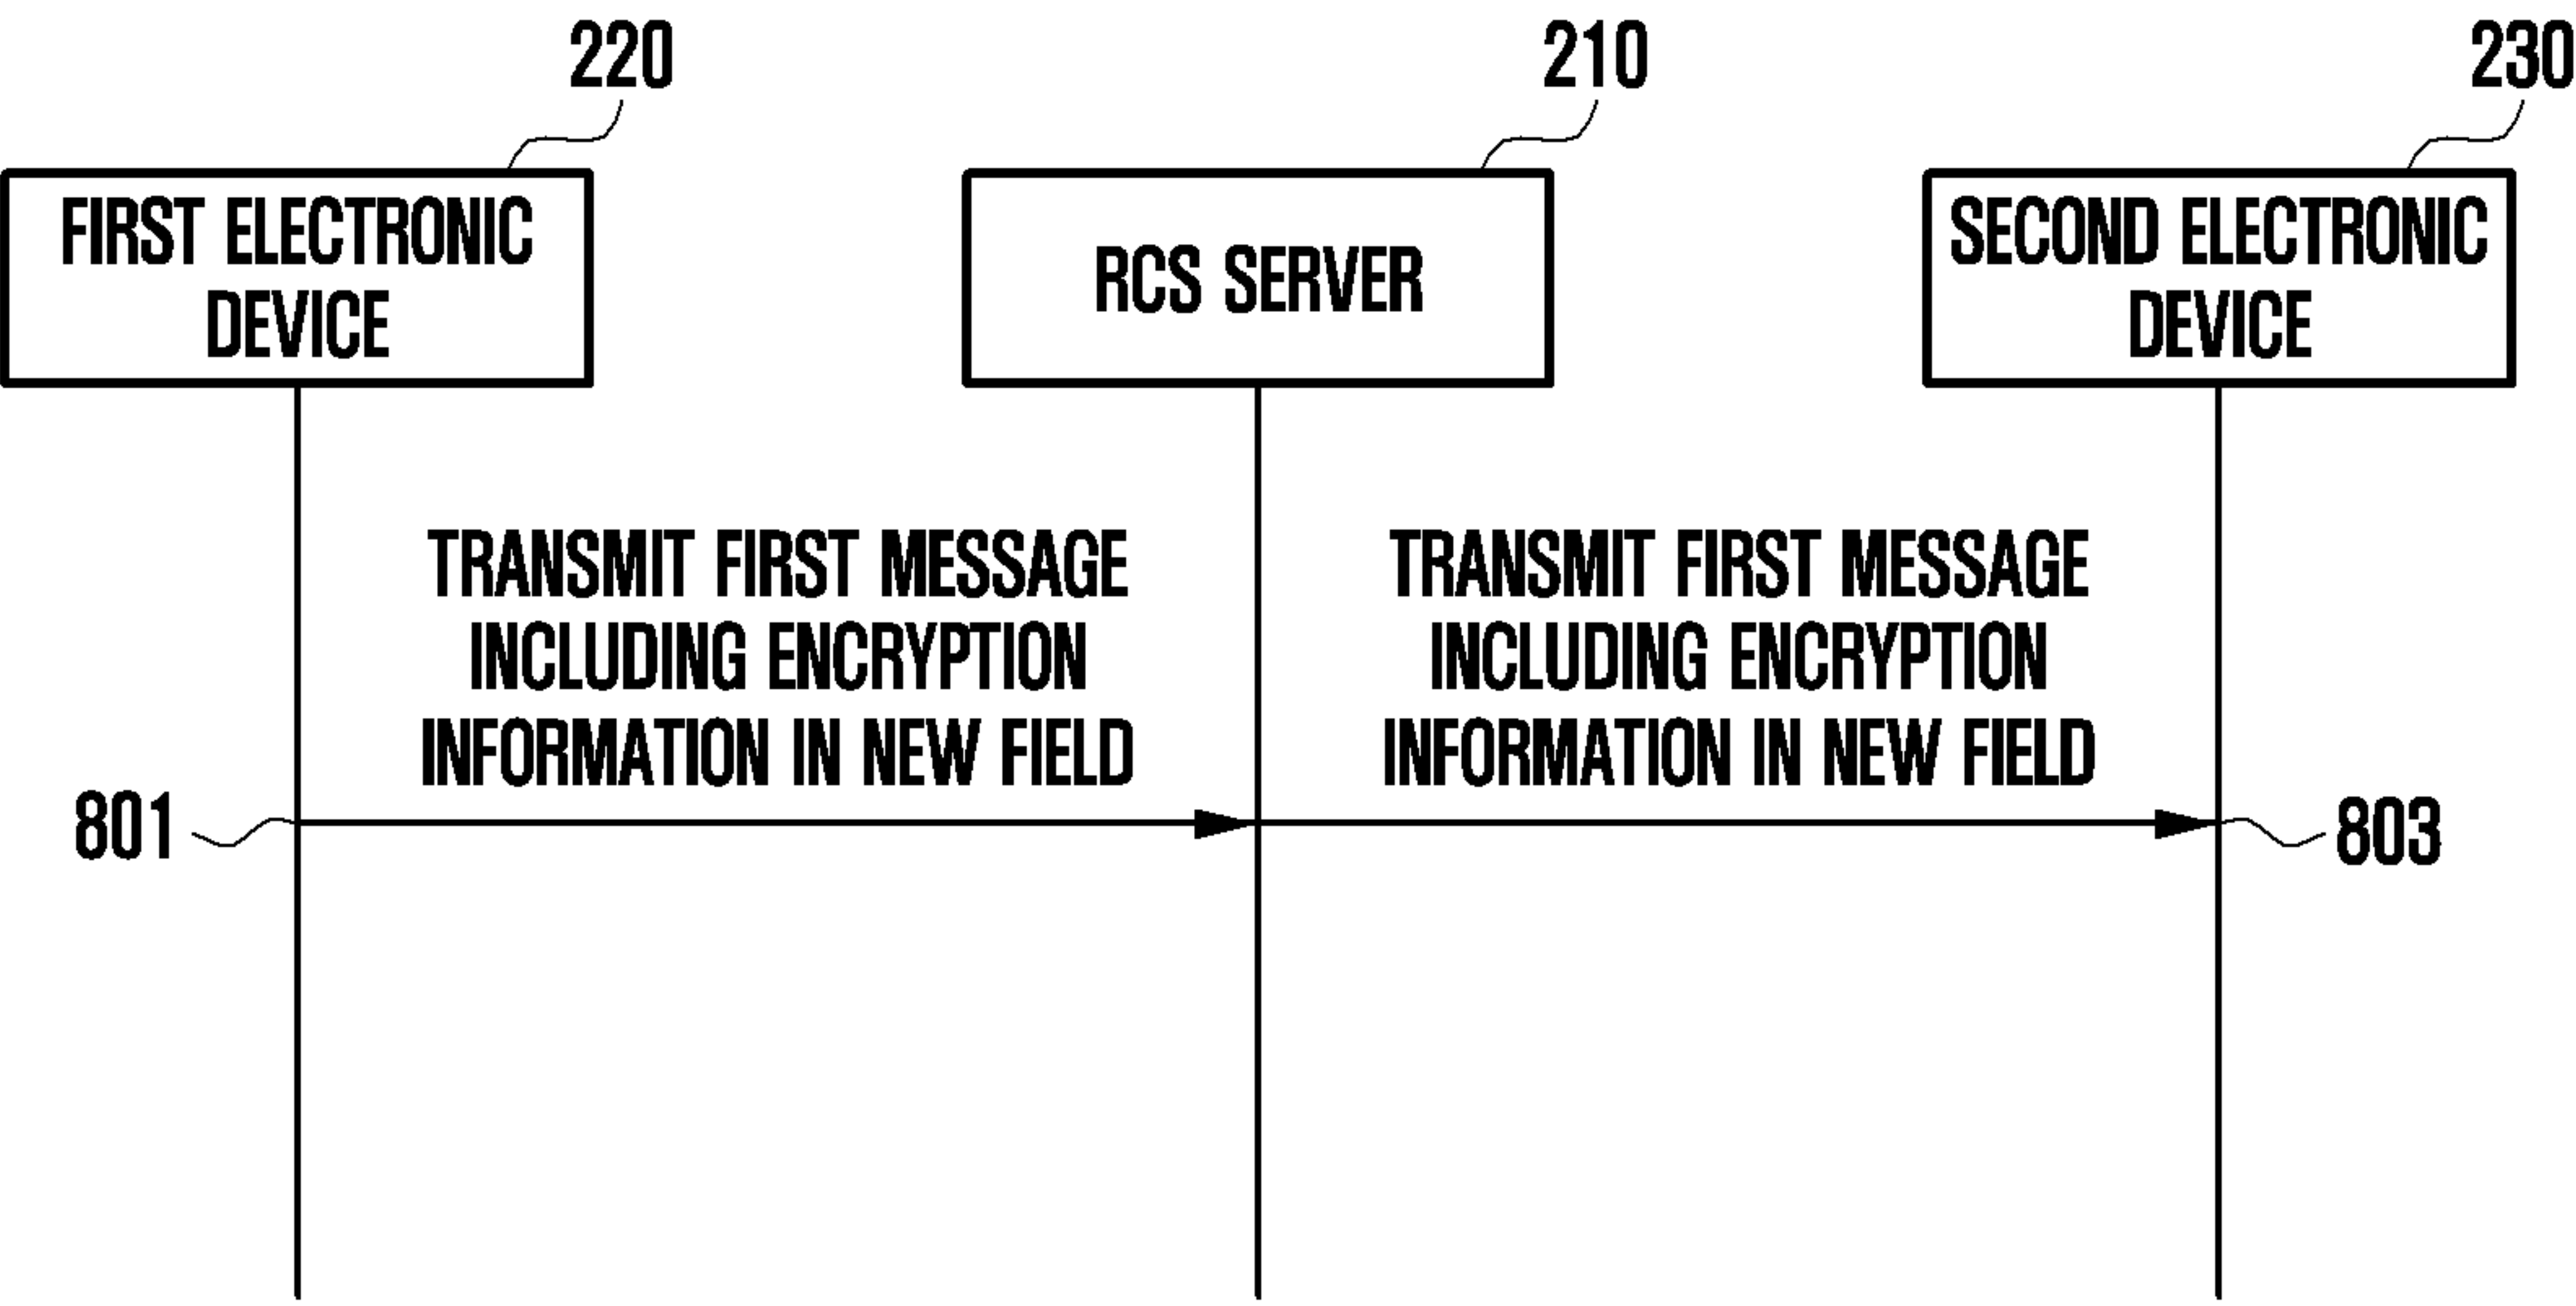 220
210
230
FIRST ELECTRONIC
DEVICE
RCS SERVER
SECOND ELECTRONIC
DEVICE
TRANSMIT FIRST MESSAGE
INCLUDING ENCRYPTION
INFORMATION IN NEW FIELD
TRANSMIT FIRST MESSAGE
INCLUDING ENCRYPTION
INFORMATION IN NEW FIELD
801
803